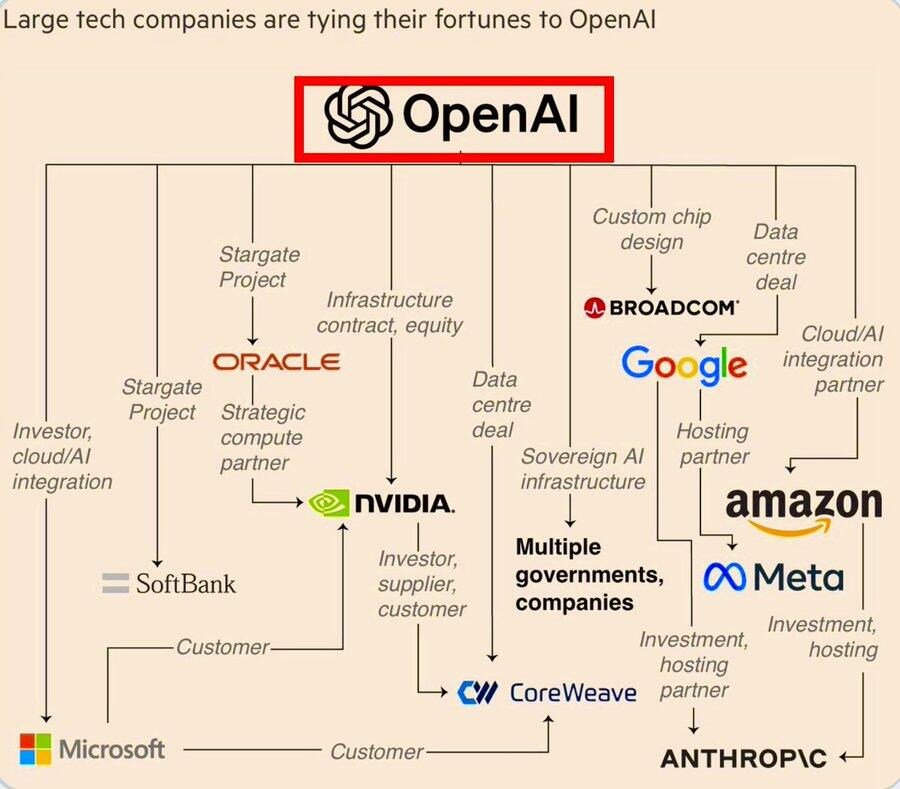 Large tech companies are tying their fortunes to OpenAI
OpenAI
Investor,
cloud/AI
integration
Stargate
Project
Stargate
Project
Infrastructure
contract, equity
Data
centre
deal
Sovereign AI
infrastructure
Custom chip
design
Data
centre
deal
Cloud/AI
integration
partner
BROADCOM
Google
ORACLE
Strategic
compute
partner
Hosting
partner
amazon
NVIDIA.
SoftBank
Investor,
supplier,
customer
Multiple
governments,
companies
Meta
Customer
Investment,
hosting
partner
Investment,
hosting
CoreWeave
Microsoft
Customer
ANTHROP\C